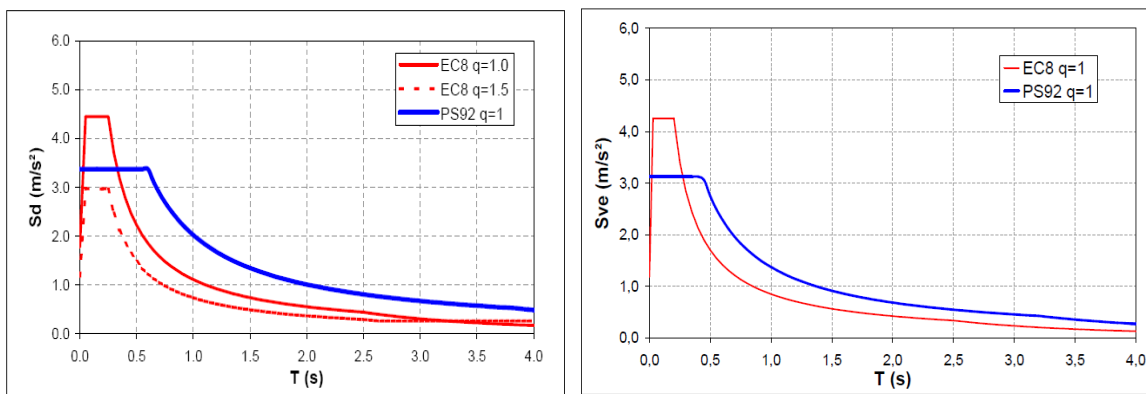 6.0
5.0
4.0
3.0
2.0
1.0
0.0
Sd (m/s²)
EC8 q=1.0
EC8 q=1.5
PS92 q=1
0.0 0.5 1.0 1.5 2.0 2.5 3.0 3.5 4.0
T (s)
6,0
5,0
4,0
3,0
2,0
1,0
0,0
Sve (m/s²)
EC8 q=1
PS92 q=1
0,0 0,5 1,0 1,5 2,0 2,5 3,0 3,5 4,0
T (s)